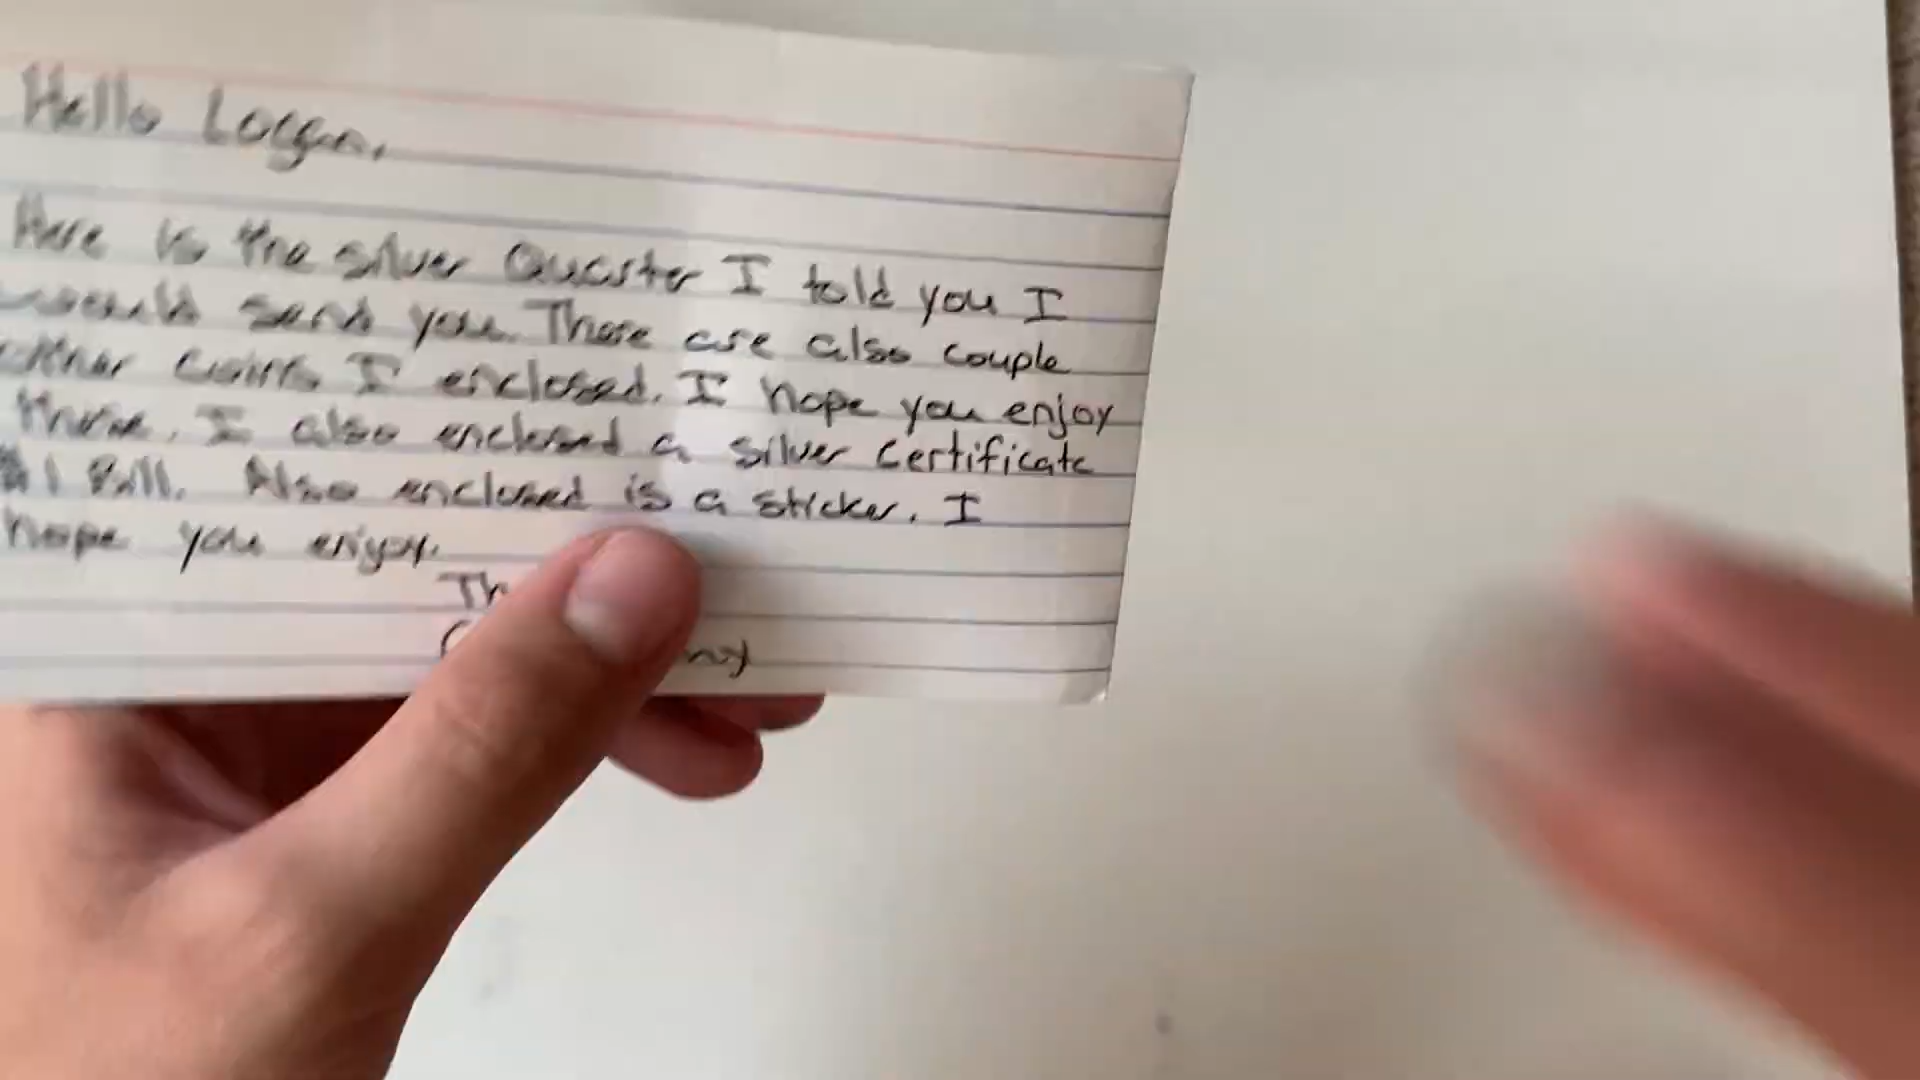 Hello Logan,
Here is the silver Quarter I told you I
would send you. There are also couple
other coins I enclosed. I hope you enjoy
them. I also enclosed a silver certificate
$1 Bill. Also enclosed is a sticker. I
hope you enjoy.